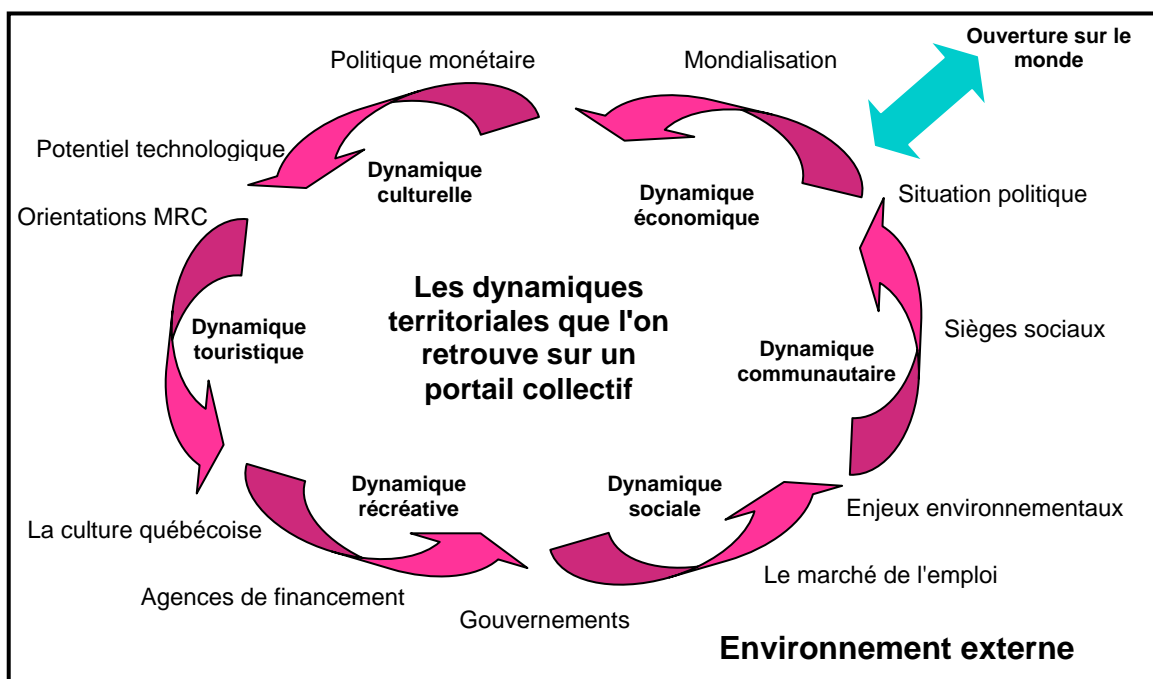 Ouverture sur le
monde
Politique monétaire
Mondialisation
Potentiel technologique
Dynamique
culturelle
Dynamique
économique
Situation politique
Orientations MRC
Les dynamiques
territoriales que l'on
retrouve sur un
portail collectif
Dynamique
touristique
Sièges sociaux
Dynamique
communautaire
Dynamique
récréative
Dynamique
sociale
La culture québécoise
Enjeux environnementaux
Agences de financement
Le marché de l'emploi
Gouvernements
Environnement externe